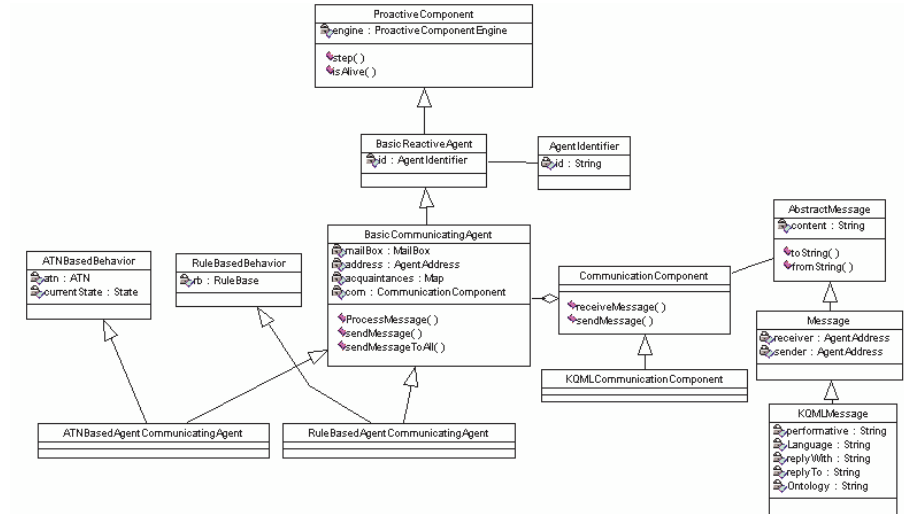 ProactiveComponent
engine : ProactiveComponentEngine
step( )
isAlive( )
BasicReactiveAgent
id : AgentIdentifier
AgentIdentifier
id : String
AbstractMessage
content : String
toString( )
fromString( )
BasicCommunicatingAgent
mailBox : MailBox
address : AgentAddress
acquaintances : Map
com : CommunicationComponent
ProcessMessage( )
sendMessage( )
sendMessageToAll( )
ATNBasedBehavior
atn : ATN
currentState : State
RuleBasedBehavior
rb : RuleBase
CommunicationComponent
receiveMessage( )
sendMessage( )
Message
receiver : AgentAddress
sender : AgentAddress
KQMLCommunicationComponent
KQMLMessage
performative : String
Language : String
replyWith : String
replyTo : String
Ontology : String
ATNBasedAgentCommunicatingAgent
RuleBasedAgentCommunicatingAgent